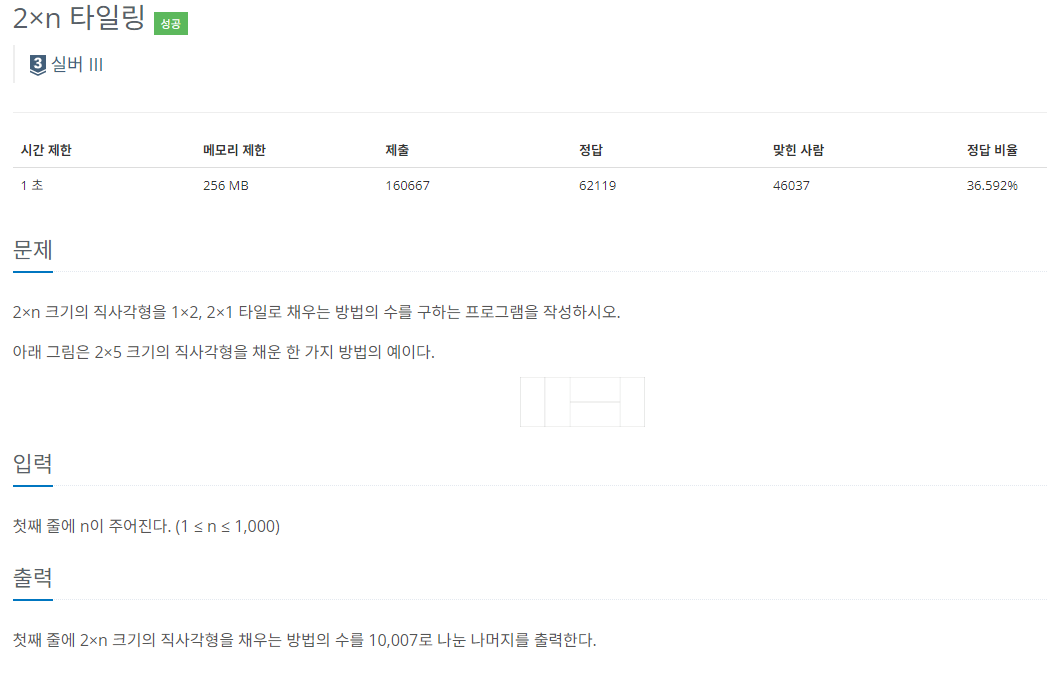 2×n 타일링 성공
3 실버 III
시간 제한 메모리 제한 제출 정답 맞힌 사람 정답 비율
1 초 256 MB 160667 62119 46037 36.592%
문제
2×n 크기의 직사각형을 1×2, 2×1 타일로 채우는 방법의 수를 구하는 프로그램을 작성하시오.
아래 그림은 2×5 크기의 직사각형을 채운 한 가지 방법의 예이다.
입력
첫째 줄에 n이 주어진다. (1 ≤ n ≤ 1,000)
출력
첫째 줄에 2×n 크기의 직사각형을 채우는 방법의 수를 10,007로 나눈 나머지를 출력한다.